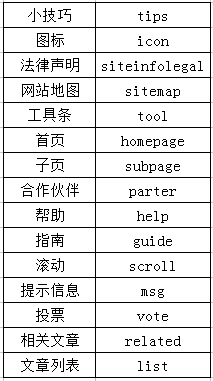 小技巧 tips
图标 icon
法律声明 siteinfolegal
网站地图 sitemap
工具条 tool
首页 homepage
子页 subpage
合作伙伴 parter
帮助 help
指南 guide
滚动 scroll
提示信息 msg
投票 vote
相关文章 related
文章列表 list